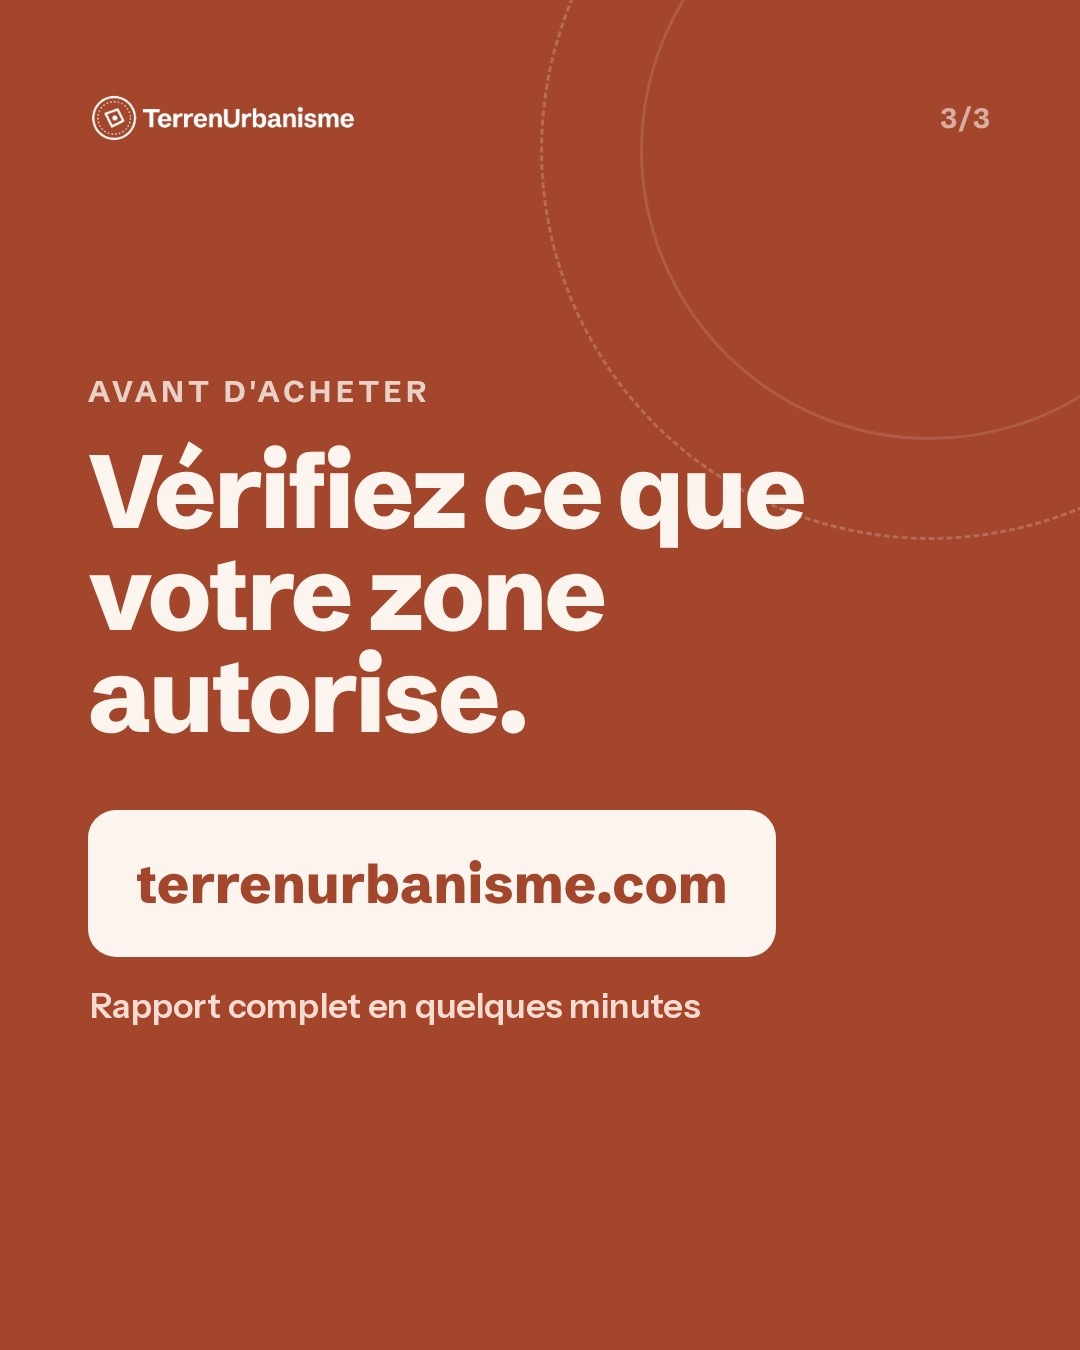 TerrenUrbanisme
3/3
AVANT D'ACHETER
Vérifiez ce que
votre zone
autorise.
terrenurbanisme.com
Rapport complet en quelques minutes